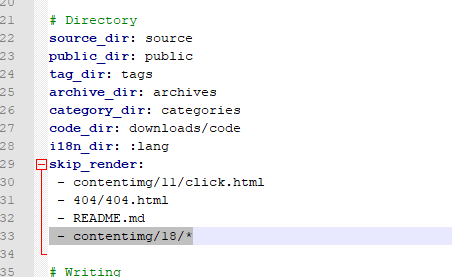 20
21 # Directory
22 source_dir: source
23 public_dir: public
24 tag_dir: tags
25 archive_dir: archives
26 category_dir: categories
27 code_dir: downloads/code
28 i18n_dir: :lang
29 skip_render:
30 - contentimg/11/click.html
31 - 404/404.html
32 - README.md
33 - contentimg/18/*
34
35 # Writing